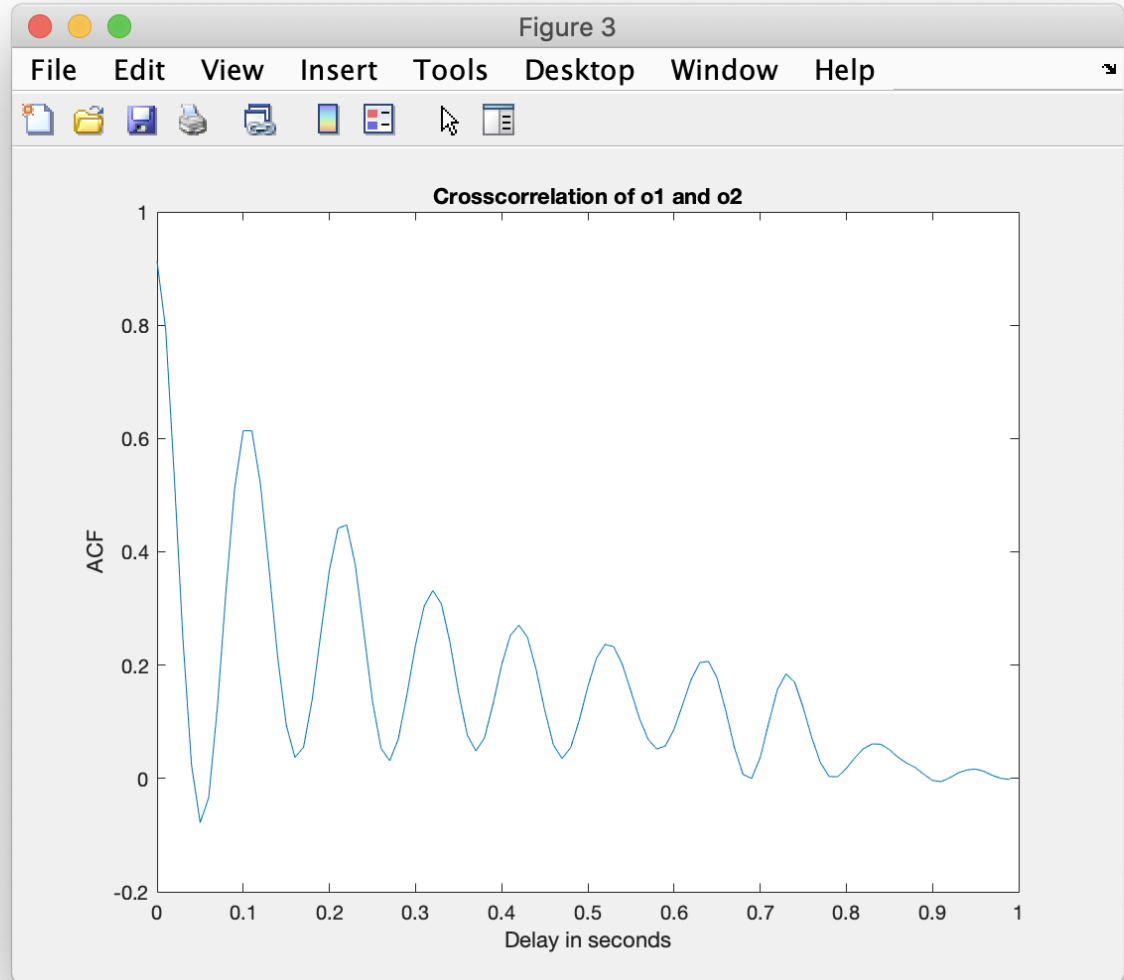 Figure 3
File Edit View Insert Tools Desktop Window Help
Crosscorrelation of o1 and o2
1
0.8
0.6
0.4
0.2
0
-0.2
ACF
0 0.1 0.2 0.3 0.4 0.5 0.6 0.7 0.8 0.9 1
Delay in seconds